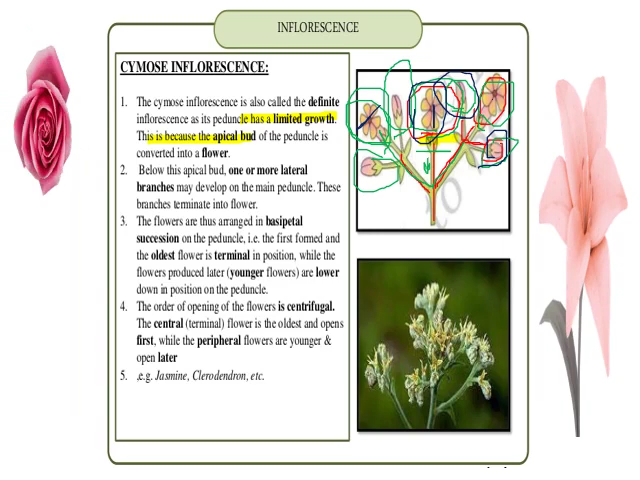 INFLORESCENCE
CYMOSE INFLORESCENCE:
1. The cymose inflorescence is also called the definite
inflorescence as its peduncle has a limited growth.
This is because the apical bud of the peduncle is
converted into a flower.
2. Below this apical bud, one or more lateral
branches may develop on the main peduncle. These
branches terminate into flower.
3. The flowers are thus arranged in basipetal
succession on the peduncle, i.e. the first formed and
the oldest flower is terminal in position, while the
flowers produced later (younger flowers) are lower
down in position on the peduncle.
4. The order of opening of the flowers is centrifugal.
The central (terminal) flower is the oldest and opens
first, while the peripheral flowers are younger &
open later
5. ,e.g. Jasmine, Clerodendron, etc.